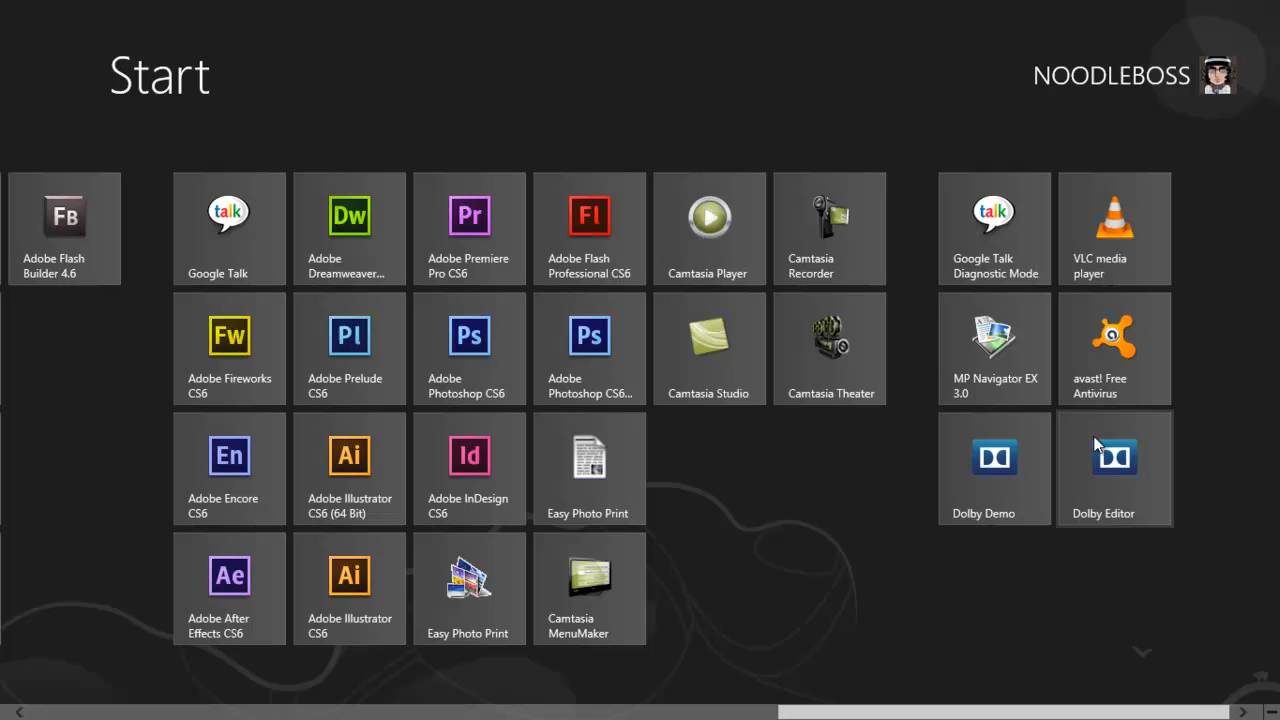 Start
NOODLEBOSS
FB
Adobe Flash
Builder 4.6
talk
Google Talk
Dw
Adobe
Dreamweaver...
Pr
Adobe Premiere
Pro CS6
Fl
Adobe Flash
Professional CS6
Camtasia Player
Camtasia
Recorder
talk
Google Talk
Diagnostic Mode
VLC media
player
Fw
Adobe Fireworks
CS6
Pl
Adobe Prelude
CS6
Ps
Adobe
Photoshop CS6
Ps
Adobe
Photoshop CS6...
Camtasia Studio
Camtasia Theater
MP Navigator EX
3.0
avast! Free
Antivirus
En
Adobe Encore
CS6
Ai
Adobe Illustrator
CS6 (64 Bit)
Id
Adobe InDesign
CS6
Easy Photo Print
Dolby Demo
Dolby Editor
Ae
Adobe After
Effects CS6
Ai
Adobe Illustrator
CS6
Easy Photo Print
Camtasia
MenuMaker